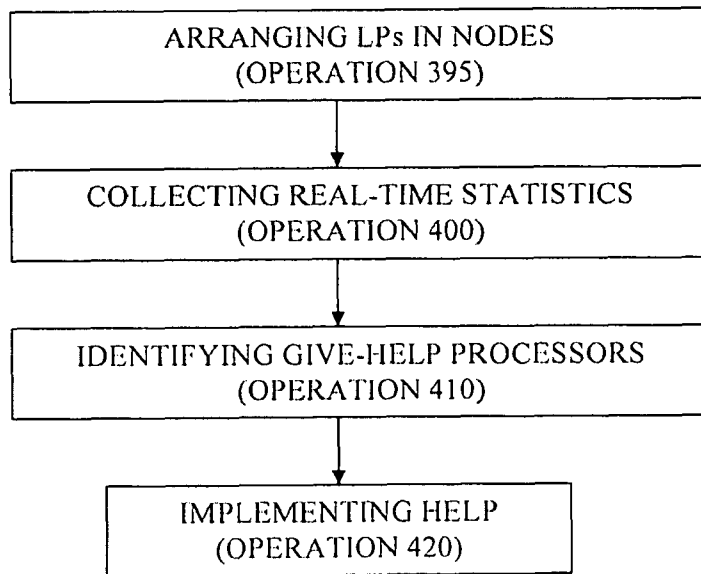 ARRANGING LPs IN NODES
(OPERATION 395)
COLLECTING REAL-TIME STATISTICS
(OPERATION 400)
IDENTIFYING GIVE-HELP PROCESSORS
(OPERATION 410)
IMPLEMENTING HELP
(OPERATION 420)